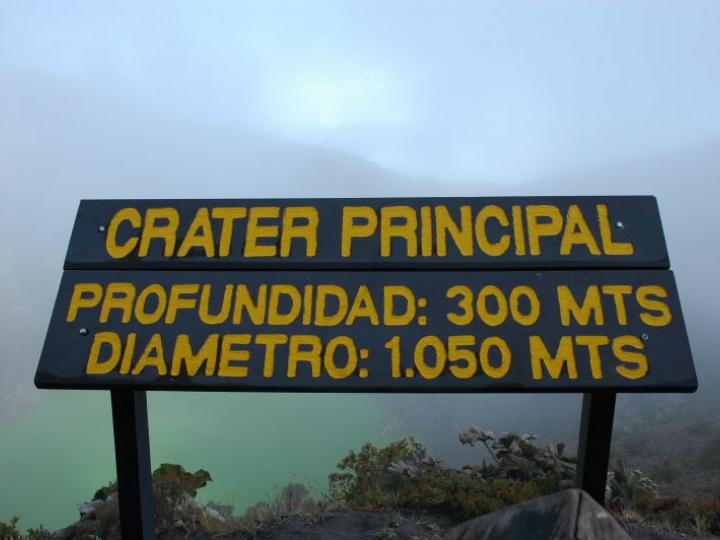 CRATER PRINCIPAL
PROFUNDIDAD: 300 MTS
DIAMETRO: 1.050 MTS